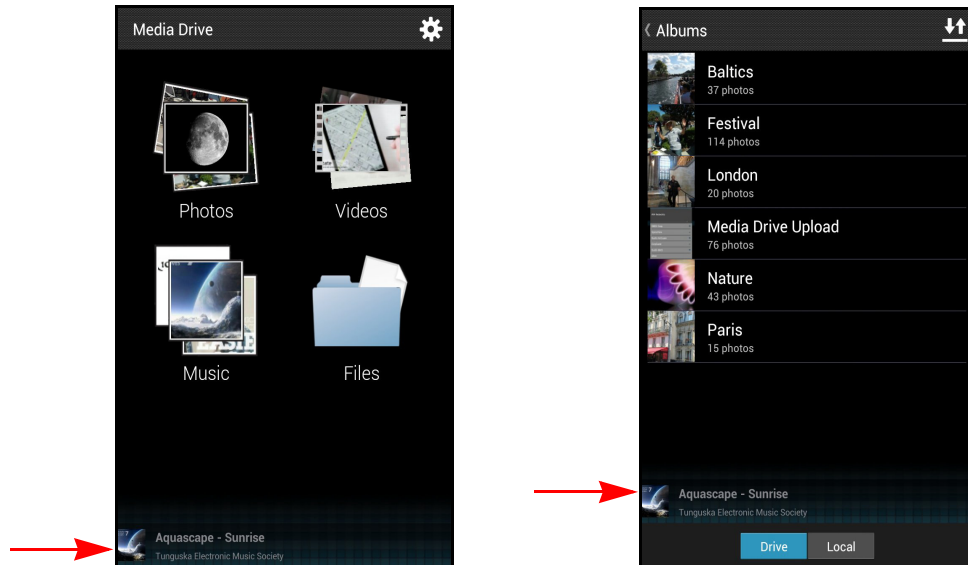 Media Drive
Photos
Videos
Music
Files
Aquascape - Sunrise
Tunguska Electronic Music Society
Albums
Baltics
37 photos
Festival
114 photos
London
20 photos
Media Drive Upload
76 photos
Nature
43 photos
Paris
15 photos
Aquascape - Sunrise
Tunguska Electronic Music Society
Drive
Local